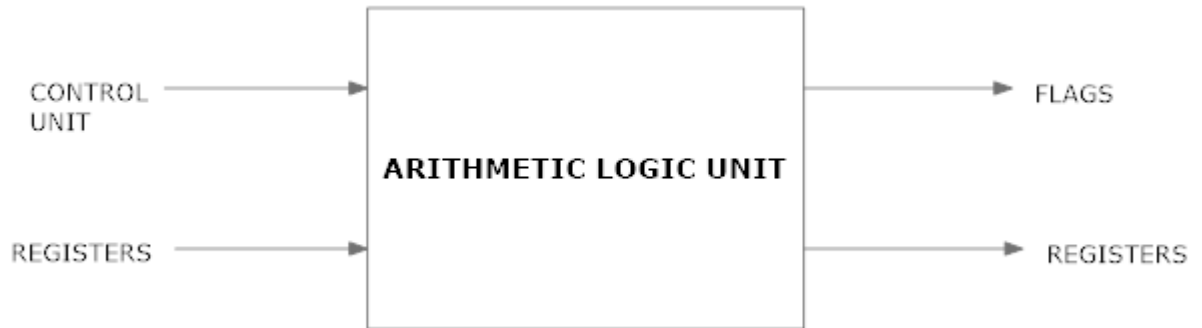 CONTROL
UNIT
FLAGS
ARITHMETIC LOGIC UNIT
REGISTERS
REGISTERS